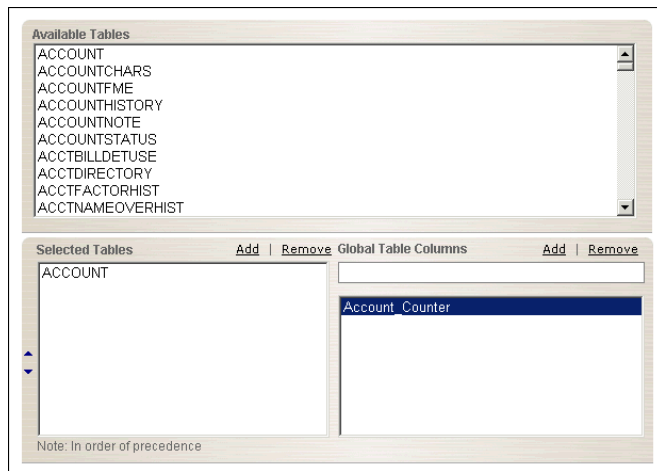 Available Tables
ACCOUNT
ACCOUNTCHARS
ACCOUNTFME
ACCOUNTHISTORY
ACCOUNTNOTE
ACCOUNTSTATUS
ACCTBILLDETUSE
ACCTDIRECTORY
ACCTFACTORHIST
ACCTNAMEOVERHIST
Selected Tables Add | Remove Global Table Columns Add | Remove
ACCOUNT
Account_Counter
Note: In order of precedence